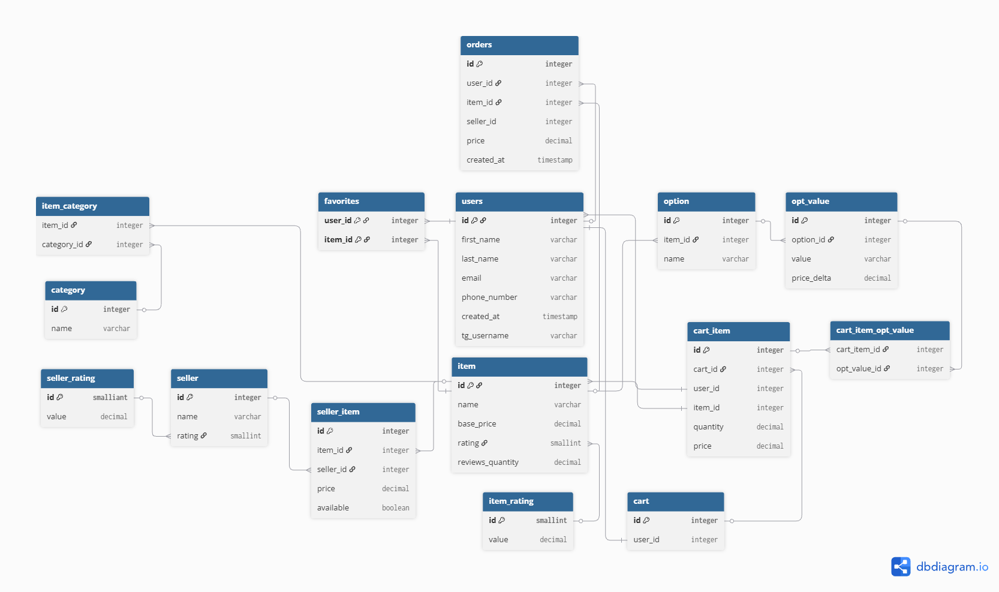 orders
id integer
user_id integer
item_id integer
seller_id integer
price decimal
created_at timestamp
item_category
item_id integer
category_id integer
favorites
user_id integer
item_id integer
users
id integer
first_name varchar
last_name varchar
email varchar
phone_number varchar
created_at timestamp
tg_username varchar
option
id integer
item_id integer
name varchar
opt_value
id integer
option_id integer
value varchar
price_delta decimal
category
id integer
name varchar
cart_item
id integer
cart_id integer
user_id integer
item_id integer
quantity decimal
price decimal
cart_item_opt_value
cart_item_id integer
opt_value_id integer
seller_rating
id smalliant
value decimal
seller
id integer
name varchar
rating smallint
seller_item
id integer
item_id integer
seller_id integer
price decimal
available boolean
item
id integer
name varchar
base_price decimal
rating smallint
reviews_quantity decimal
item_rating
id smallint
value decimal
cart
id integer
user_id integer
dbdiagram.io